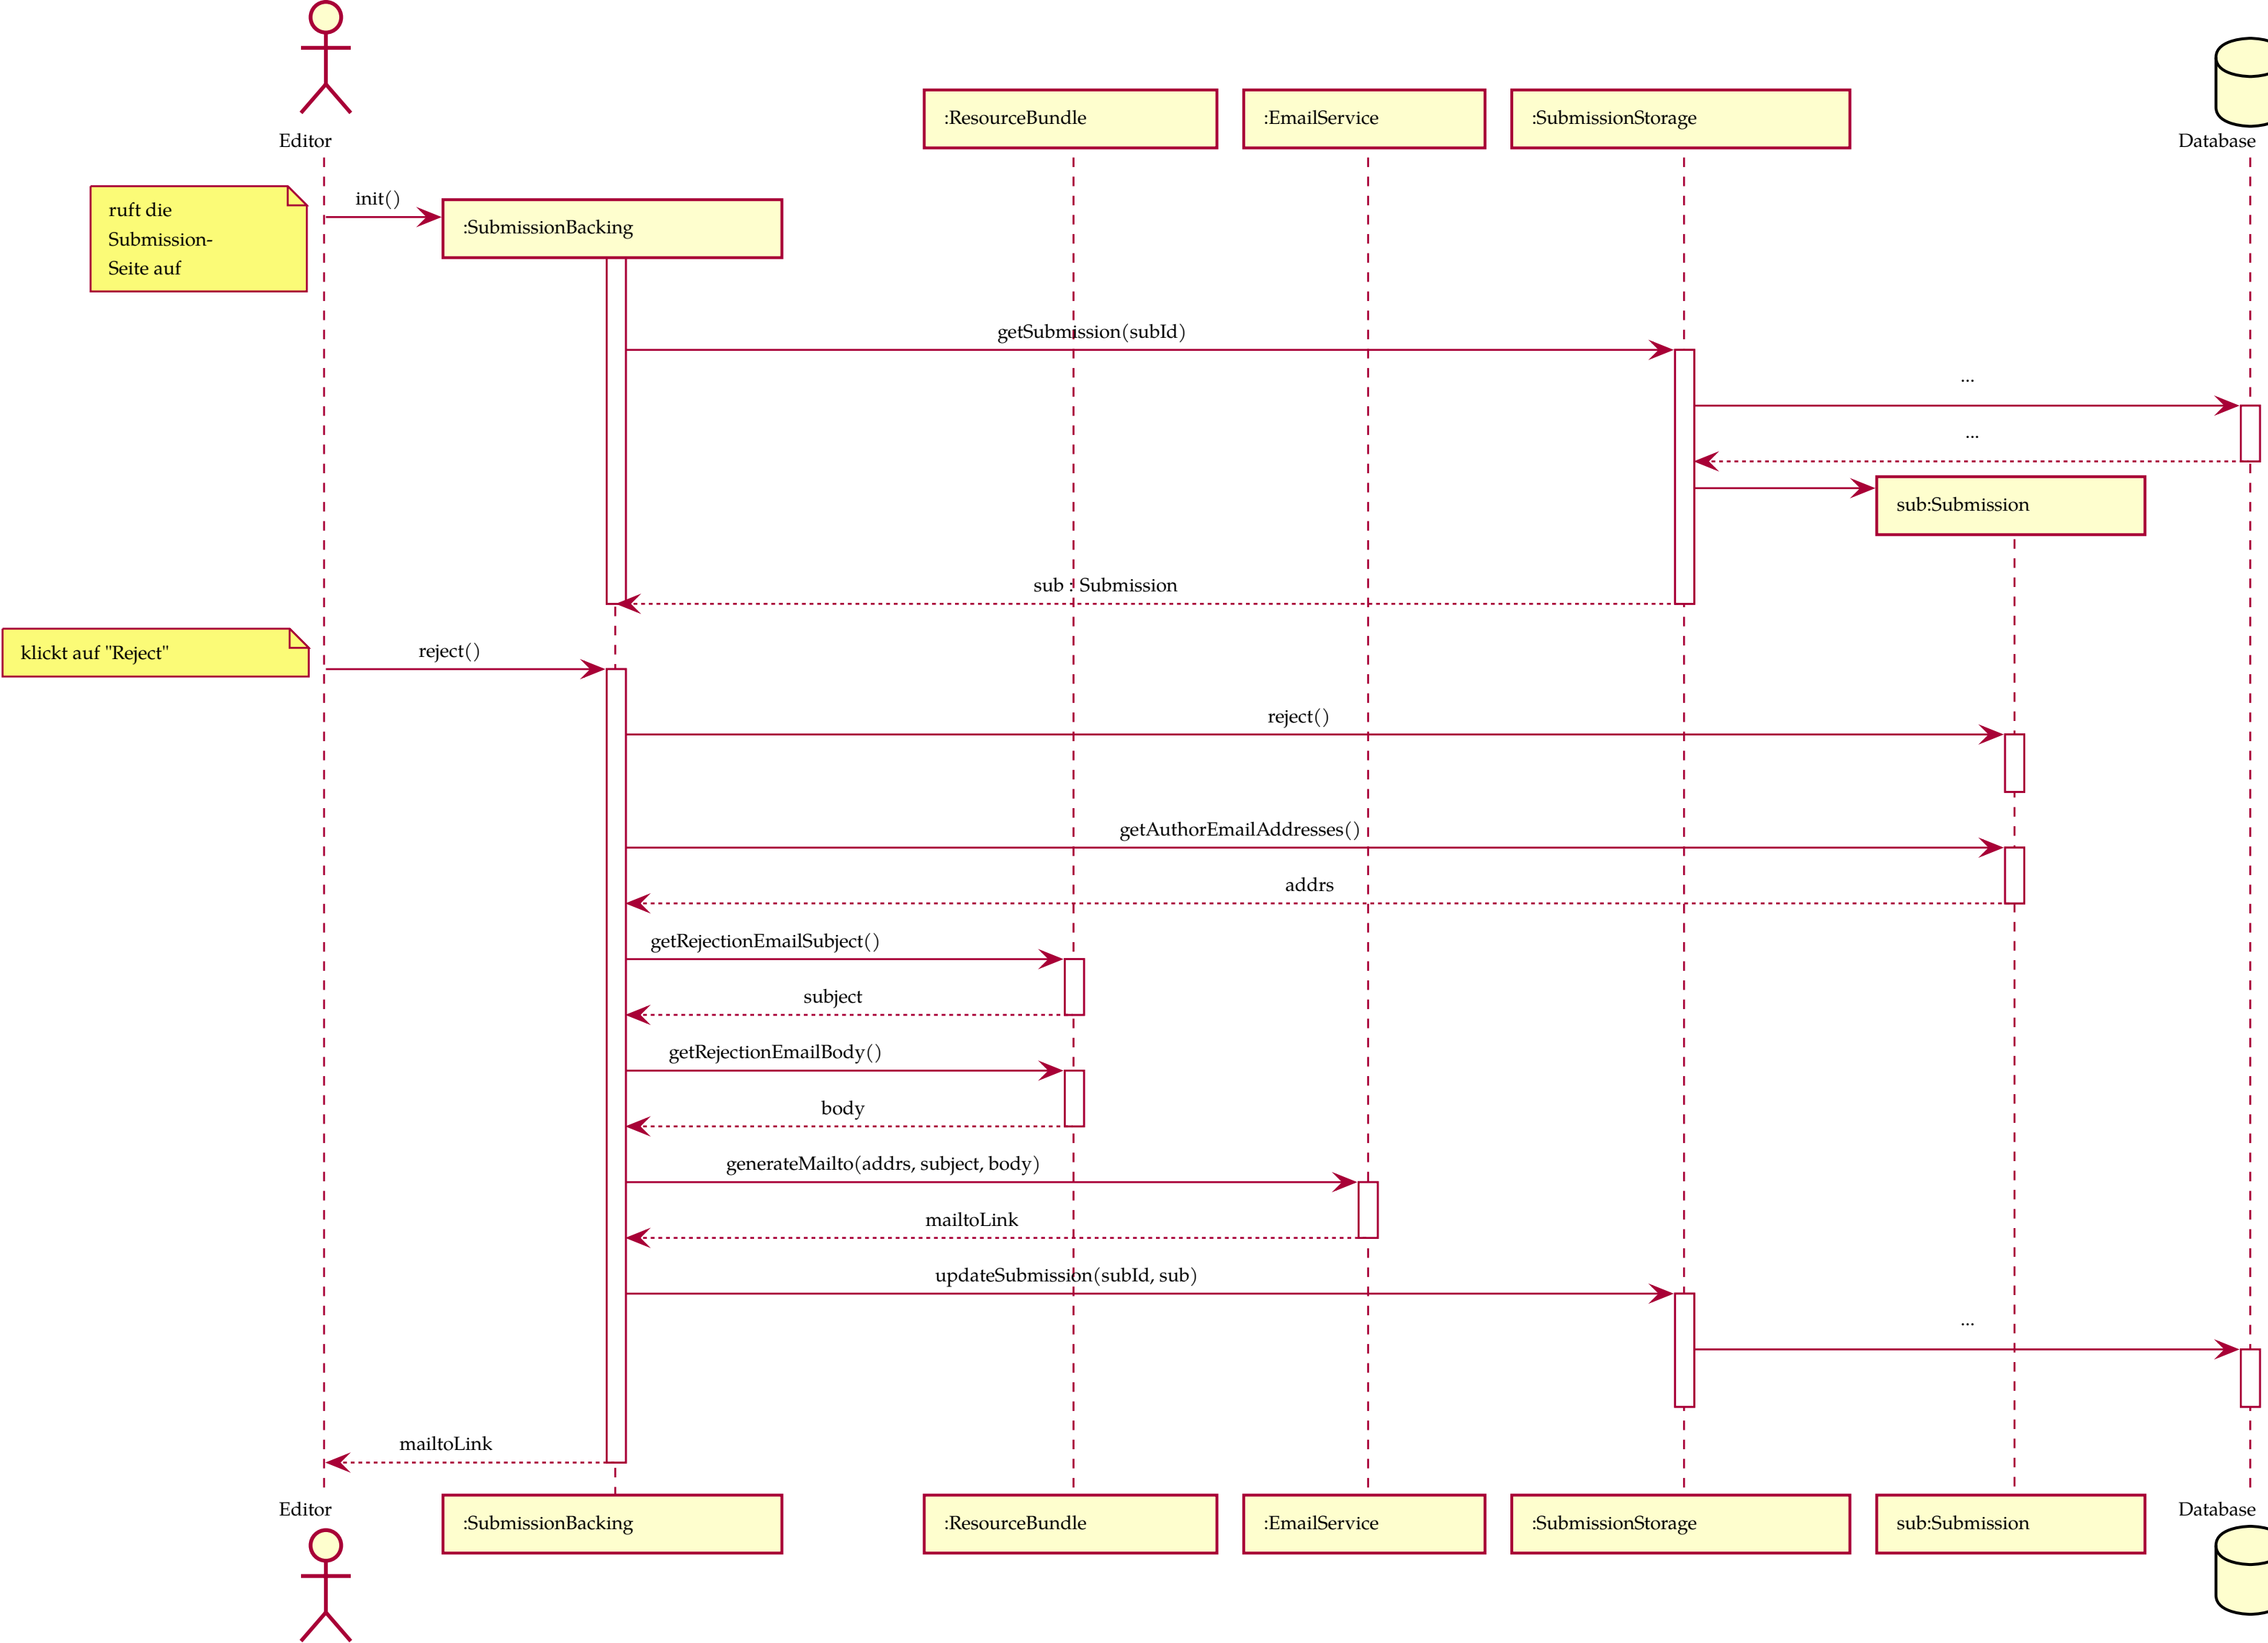 Editor
:ResourceBundle
:EmailService
:SubmissionStorage
Database
ruft die
Submission-
Seite auf
init()
:SubmissionBacking
getSubmission(subId)
...
...
sub:Submission
sub : Submission
klickt auf "Reject"
reject()
reject()
getAuthorEmailAddresses()
addrs
getRejectionEmailSubject()
subject
getRejectionEmailBody()
body
generateMailto(addrs, subject, body)
mailtoLink
updateSubmission(subId, sub)
...
mailtoLink
Editor
:SubmissionBacking
:ResourceBundle
:EmailService
:SubmissionStorage
sub:Submission
Database